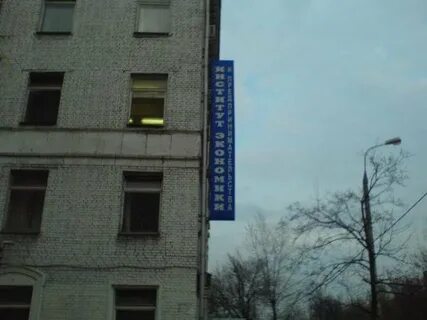 ИНСТИТУТ ЭКОНОМИКИ
И ПРЕДПРИНИМАТЕЛЬСТВА